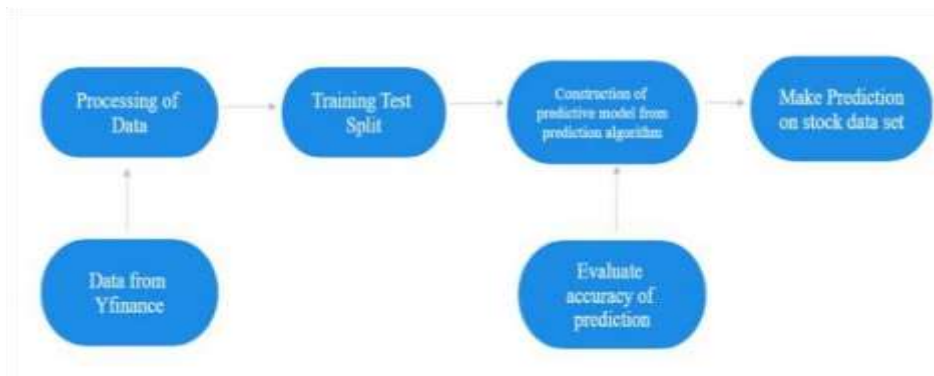 Processing of
Data
Training Test
Split
Construction of
predictive model from
prediction algorithm
Make Prediction
on stock data set
Data from
Yfinance
Evaluate
accuracy of
prediction